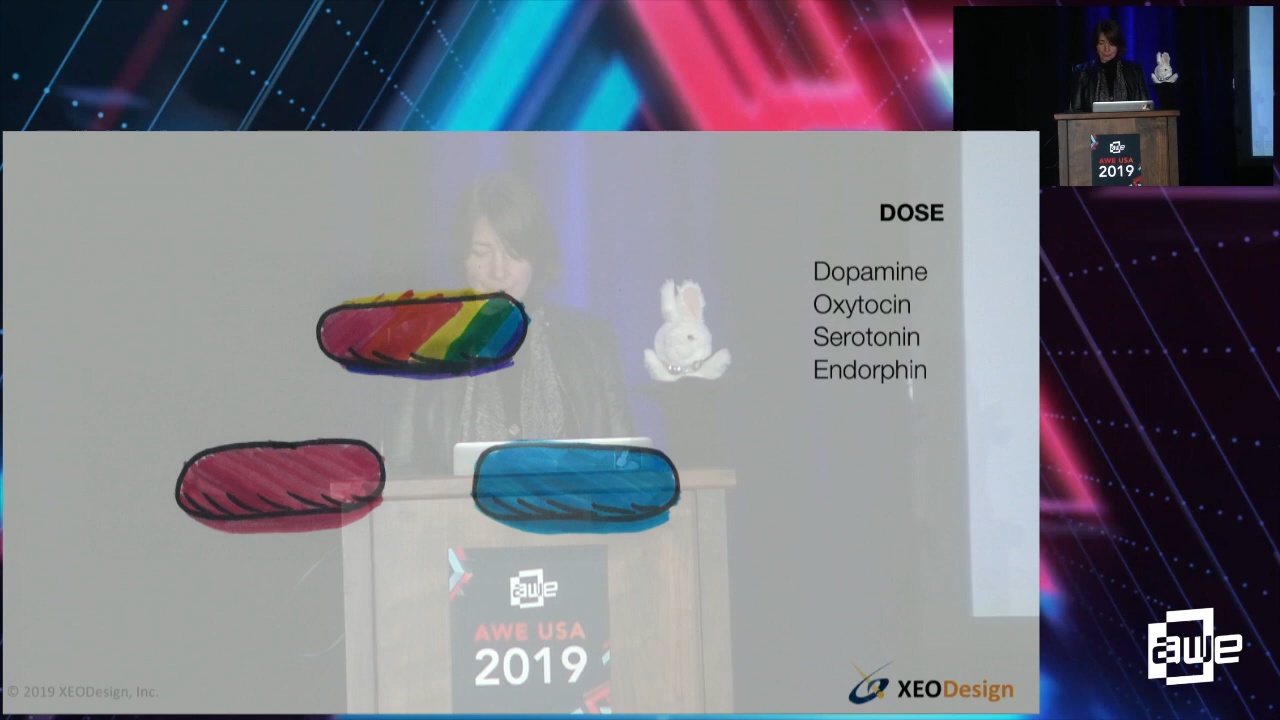 awe
AWE USA
2019
DOSE
Dopamine
Oxytocin
Serotonin
Endorphin
awe
AWE USA
2019
© 2019 XEODesign, Inc.
XEODesign
awe